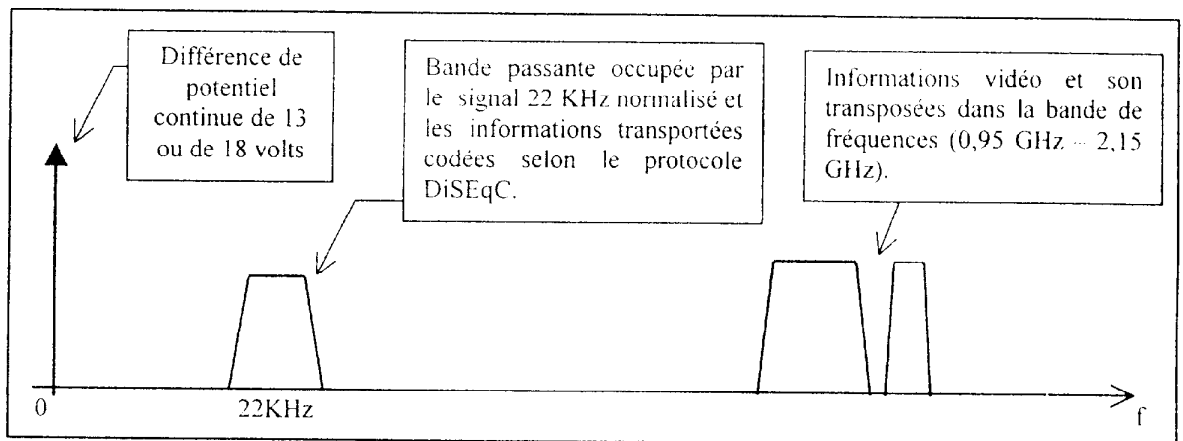 Différence de
potentiel
continue de 13
ou de 18 volts
Bande passante occupée par
le signal 22 KHz normalisé et
les informations transportées
codées selon le protocole
DiSEqC.
Informations vidéo et son
transposées dans la bande de
fréquences (0,95 GHz – 2,15
GHz).
0
22KHz
f